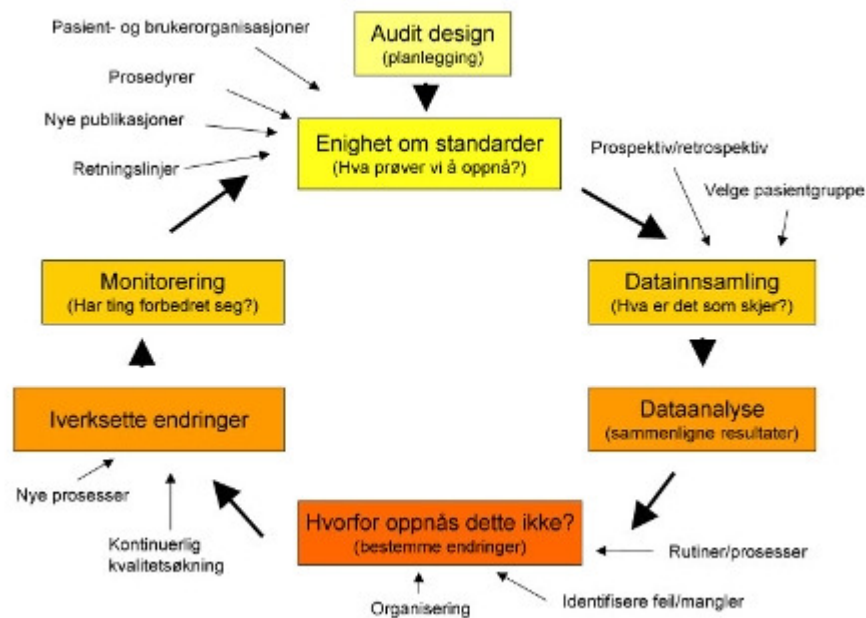 Pasient- og brukerorganisasjoner
Audit design
(planlegging)
Prosedyrer
Nye publikasjoner
Retningslinjer
Enighet om standarder
(Hva prøver vi å oppnå?)
Prospektiv/retrospektiv
Velge pasientgruppe
Monitorering
(Har ting forbedret seg?)
Datainnsamling
(Hva er det som skjer?)
Iverksette endringer
Dataanalyse
(sammenligne resultater)
Nye prosesser
Kontinuerlig
kvalitetsøkning
Hvorfor oppnås dette ikke?
(bestemme endringer)
Rutiner/prosesser
Organisering
Identifisere feil/mangler